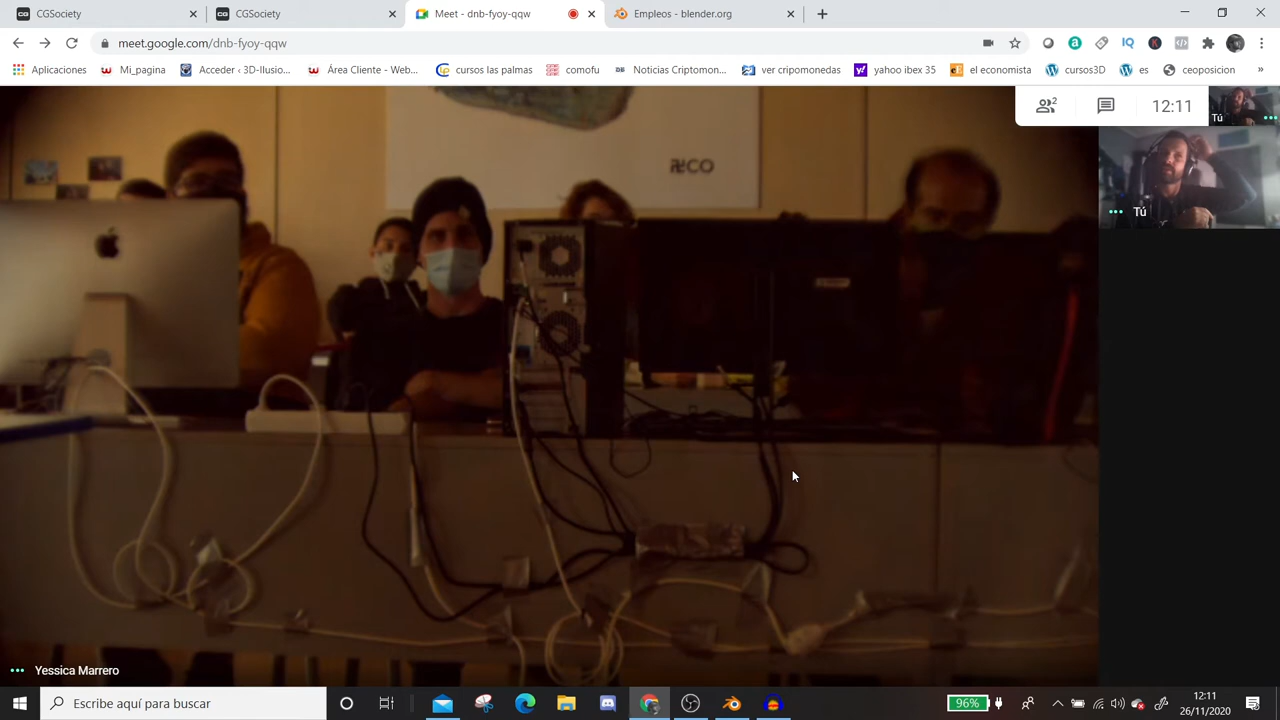 CGSociety
CGSociety
Meet - dnb-fyoy-qqw
Empleos - blender.org
meet.google.com/dnb-fyoy-qqw
Aplicaciones
Mi_pagina
Acceder ‹ 3D-Ilusio...
Área Cliente - Web...
cursos las palmas
comofu
Noticias Criptomon...
ver cripomonedas
yahoo ibex 35
el economista
cursos3D
es
ceoposicion
»
2
12:11
Tú
Tú
Yessica Marrero
Escribe aquí para buscar
96%
12:11
26/11/2020